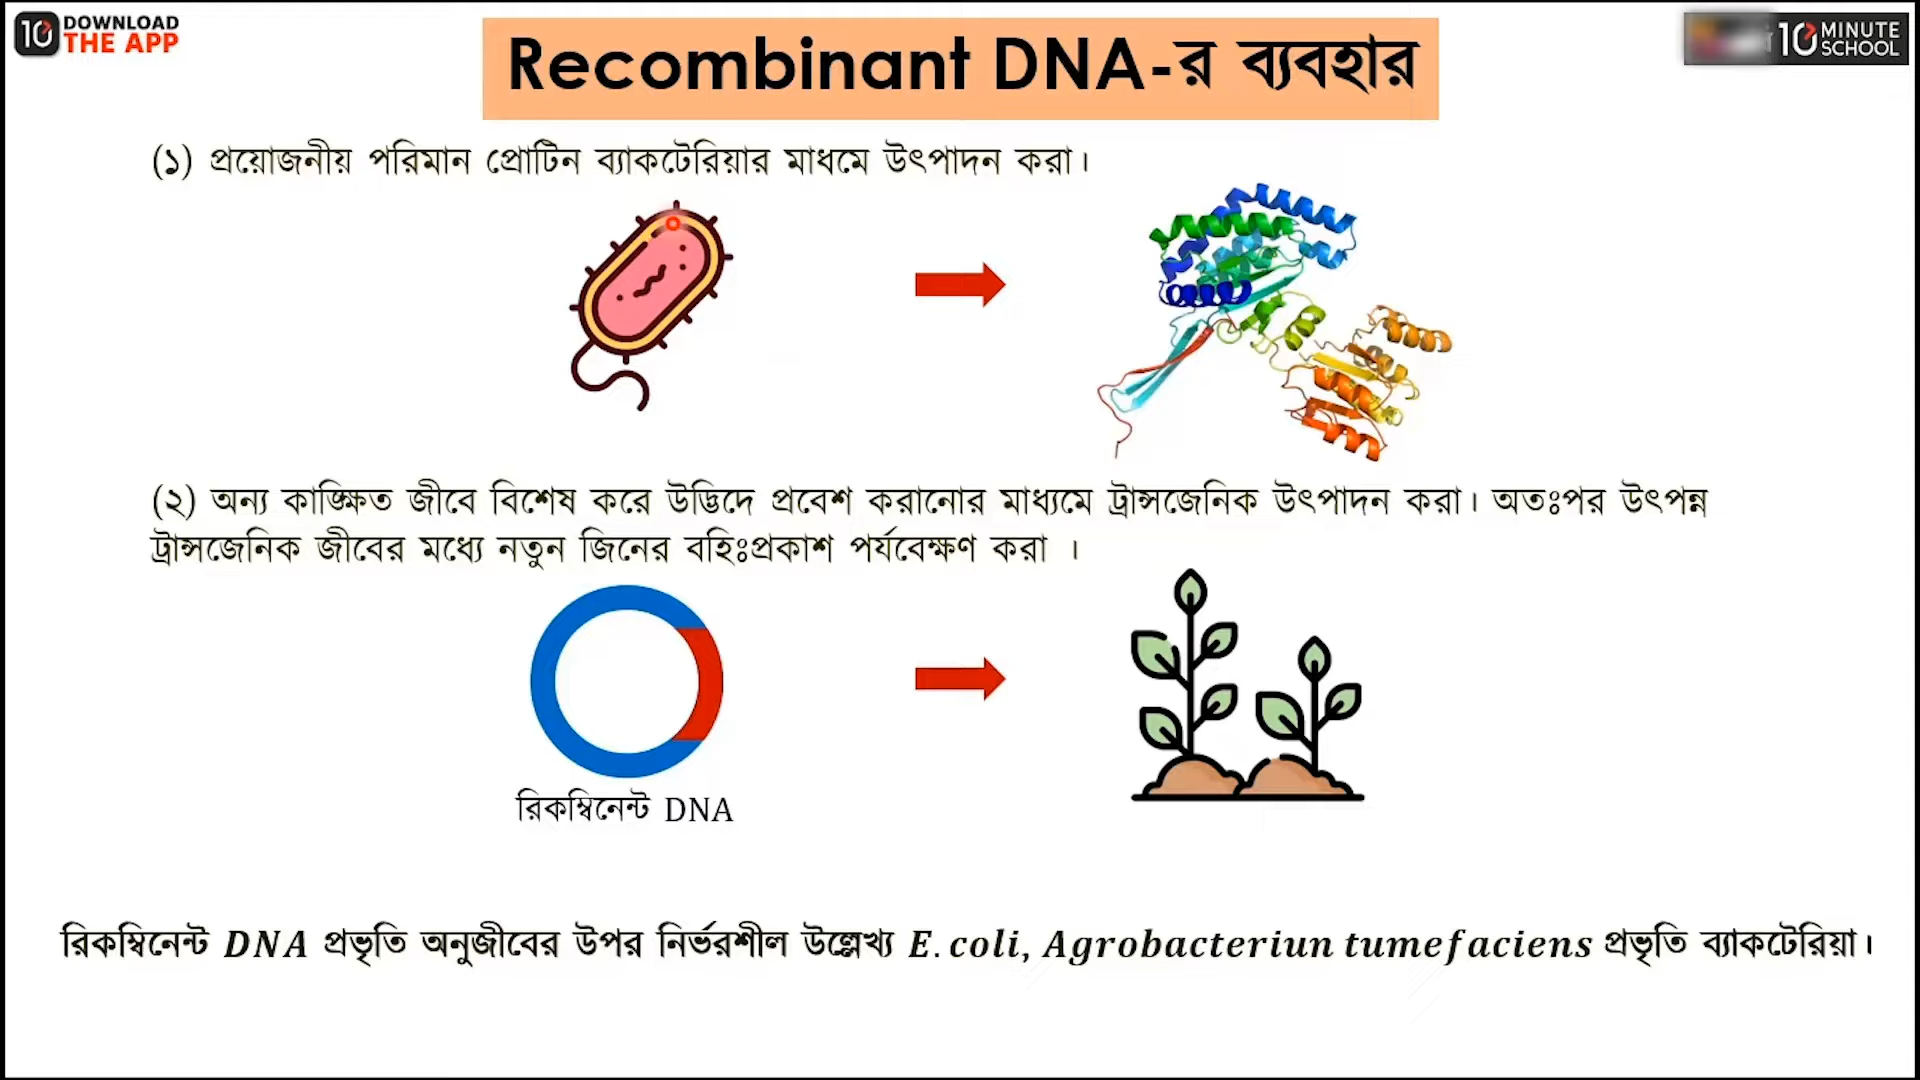 10 DOWNLOAD
THE APP
10 MINUTE
SCHOOL
Recombinant DNA-র ব্যবহার
(১) প্রয়োজনীয় পরিমান প্রোটিন ব্যাকটেরিয়ার মাধমে উৎপাদন করা।
(২) অন্য কাঙ্ক্ষিত জীবে বিশেষ করে উদ্ভিদে প্রবেশ করানোর মাধ্যমে ট্রান্সজেনিক উৎপাদন করা। অতঃপর উৎপন্ন
ট্রান্সজেনিক জীবের মধ্যে নতুন জিনের বহিঃপ্রকাশ পর্যবেক্ষণ করা ।
রিকম্বিনেন্ট DNA
রিকম্বিনেন্ট DNA প্রভৃতি অনুজীবের উপর নির্ভরশীল উল্লেখ্য E. coli, Agrobacteriun tumefaciens প্রভৃতি ব্যাকটেরিয়া।